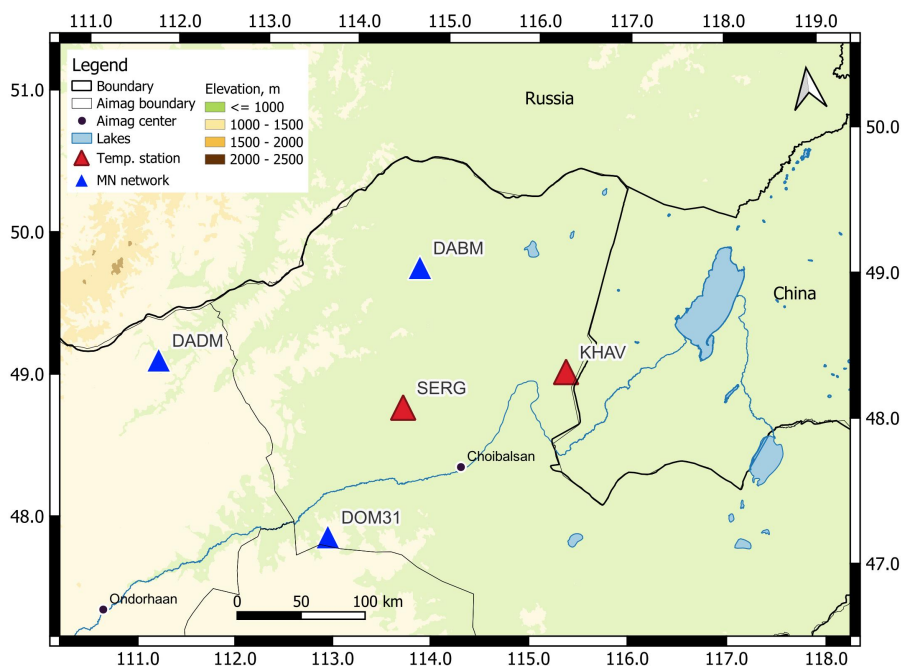 111.0 112.0 113.0 114.0 115.0 116.0 117.0 118.0 119.0
Legend
Boundary
Aimag boundary
Aimag center
Lakes
Temp. station
MN network
Elevation, m
<= 1000
1000 - 1500
1500 - 2000
2000 - 2500
51.0
Russia
50.0
50.0
DABM
49.0
China
DADM
KHAV
49.0
SERG
48.0
Choibalsan
48.0
DOM31
47.0
Ondorhaan
0 50 100 km
111.0 112.0 113.0 114.0 115.0 116.0 117.0 118.0